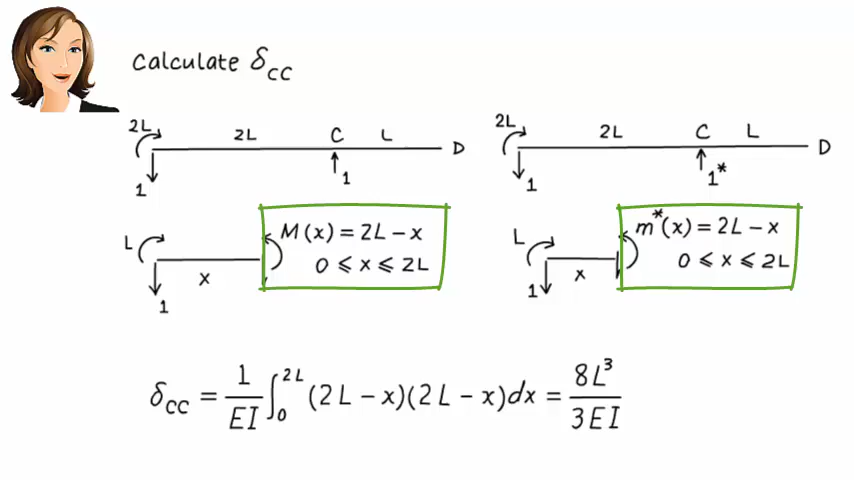 Calculate δ_CC
2L 2L C L D
1 1
2L 2L C L D
1 1*
L M(x) = 2L − x
0 ⩽ x ⩽ 2L
x
1
L m*(x) = 2L − x
0 ⩽ x ⩽ 2L
x
1
δ_CC = 1/EI ∫₀^2L (2L − x)(2L − x)dx = 8L³/3EI